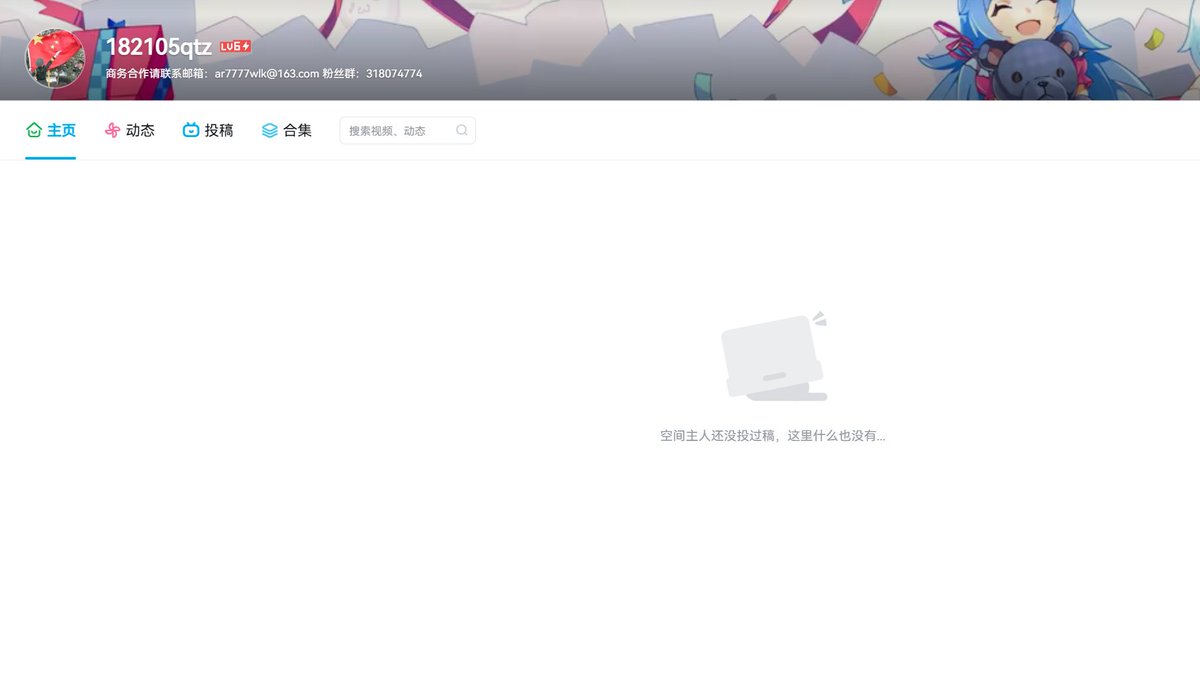 182105qtz LV6
商务合作请联系邮箱：ar7777wlk@163.com 粉丝群：318074774
主页 动态 投稿 合集 搜索视频、动态
空间主人还没投过稿，这里什么也没有...